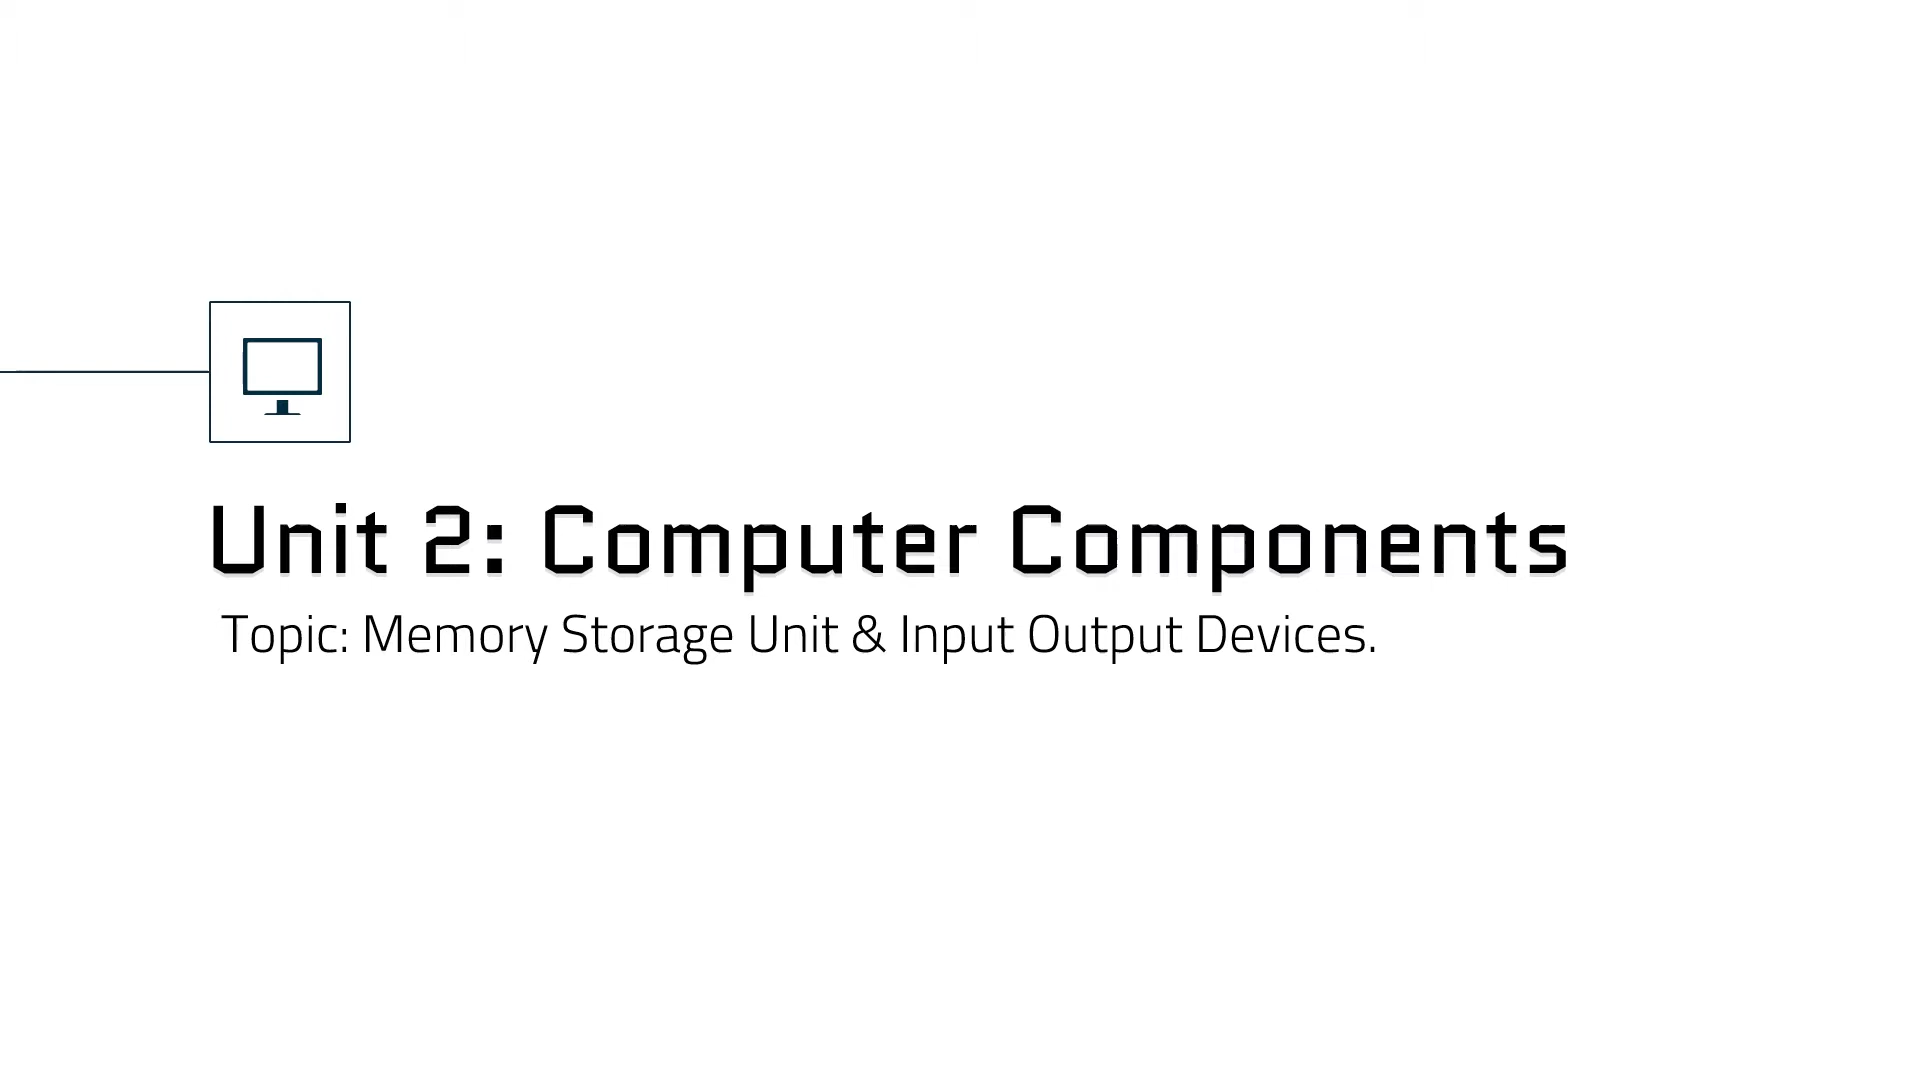 Unit 2: Computer Components
Topic: Memory Storage Unit & Input Output Devices.